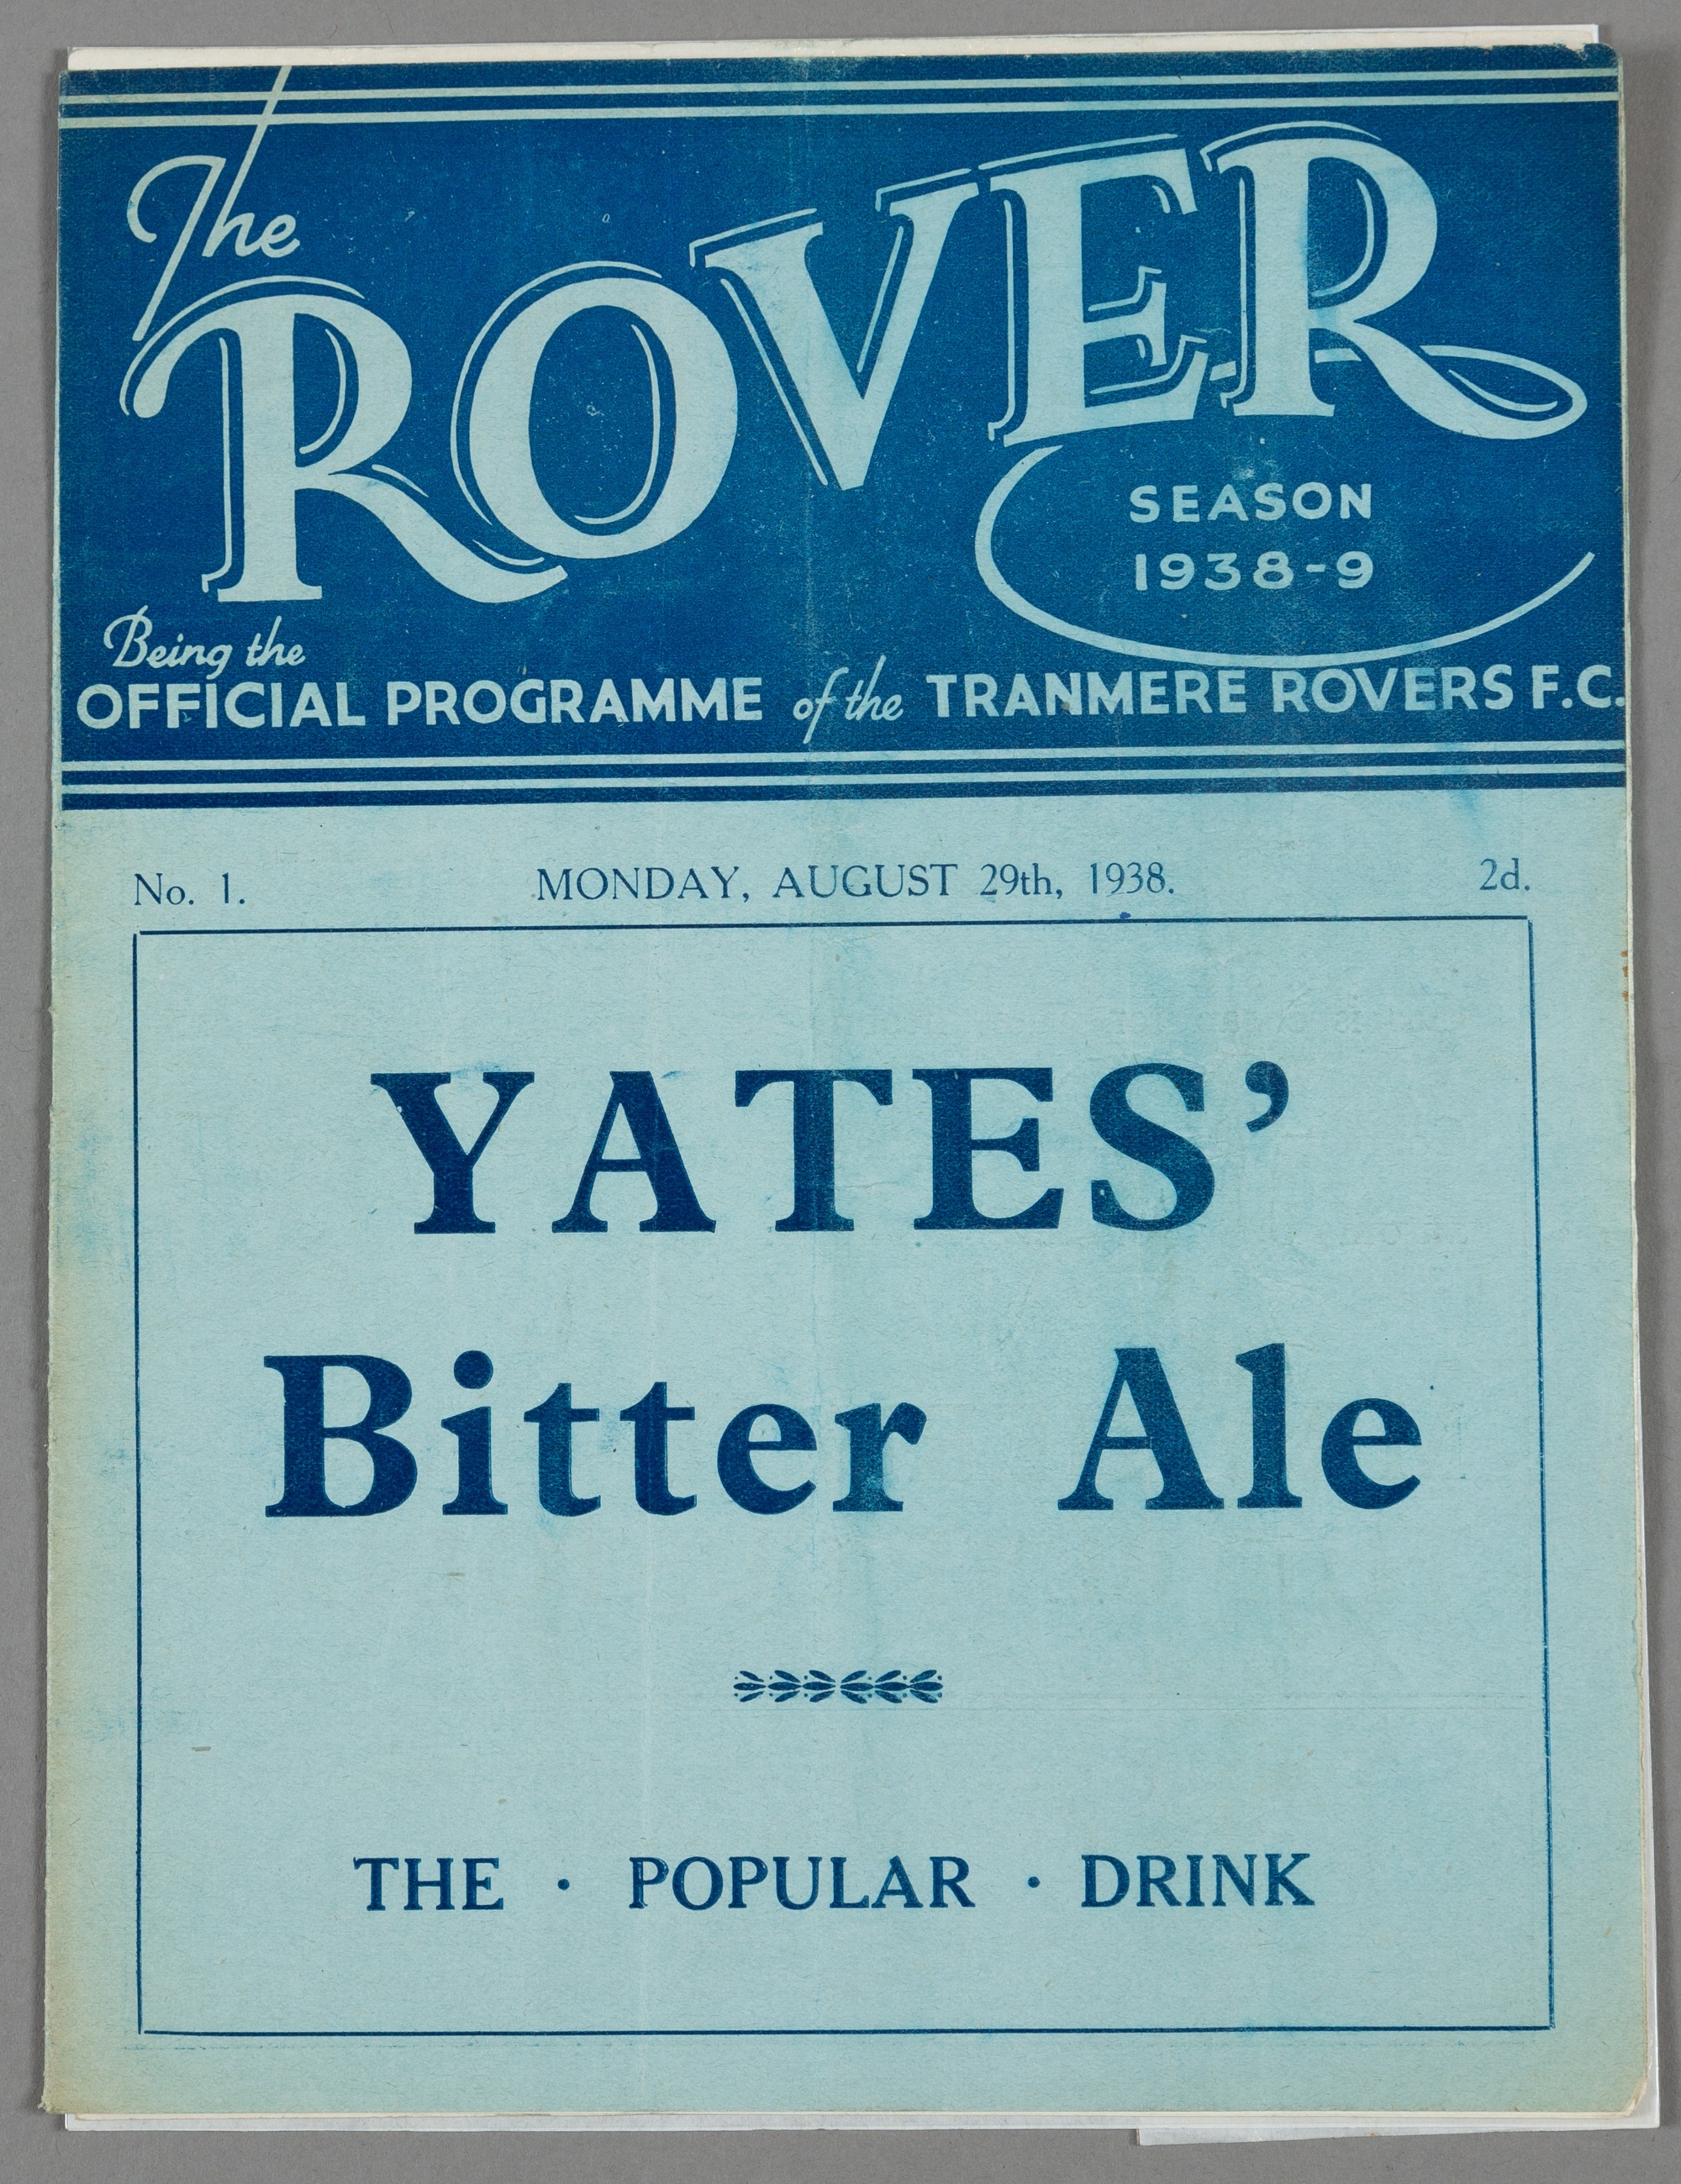 The
ROVER
SEASON
1938-9
Being the
OFFICIAL PROGRAMME of the TRANMERE ROVERS F.C.
No. 1. MONDAY, AUGUST 29th, 1938. 2d.
YATES’
Bitter Ale
THE · POPULAR · DRINK